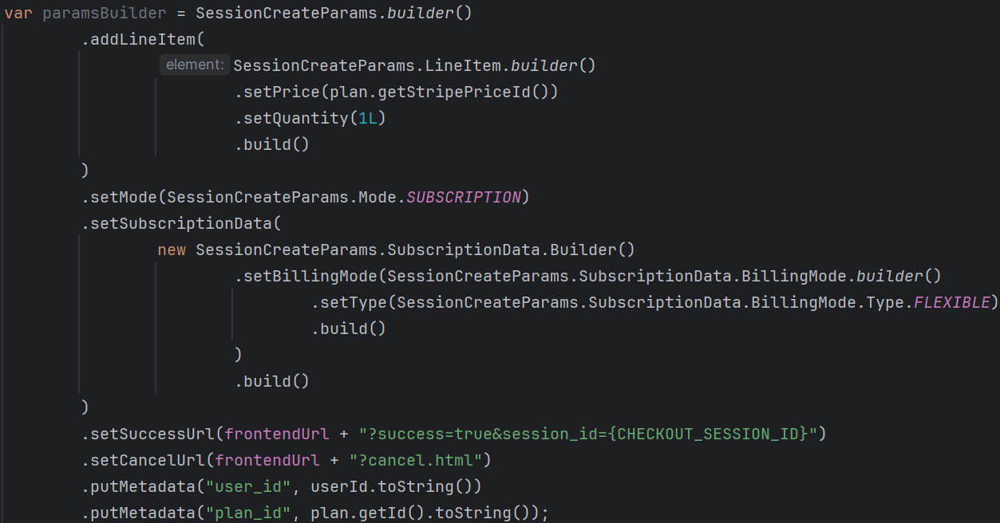 var paramsBuilder = SessionCreateParams.builder()
.addLineItem(
element: SessionCreateParams.LineItem.builder()
.setPrice(plan.getStripePriceId())
.setQuantity(1L)
.build()
)
.setMode(SessionCreateParams.Mode.SUBSCRIPTION)
.setSubscriptionData(
new SessionCreateParams.SubscriptionData.Builder()
.setBillingMode(SessionCreateParams.SubscriptionData.BillingMode.builder()
.setType(SessionCreateParams.SubscriptionData.BillingMode.Type.FLEXIBLE)
.build()
)
.build()
)
.setSuccessUrl(frontendUrl + "?success=true&session_id={CHECKOUT_SESSION_ID}")
.setCancelUrl(frontendUrl + "?cancel.html")
.putMetadata("user_id", userId.toString())
.putMetadata("plan_id", plan.getId().toString());